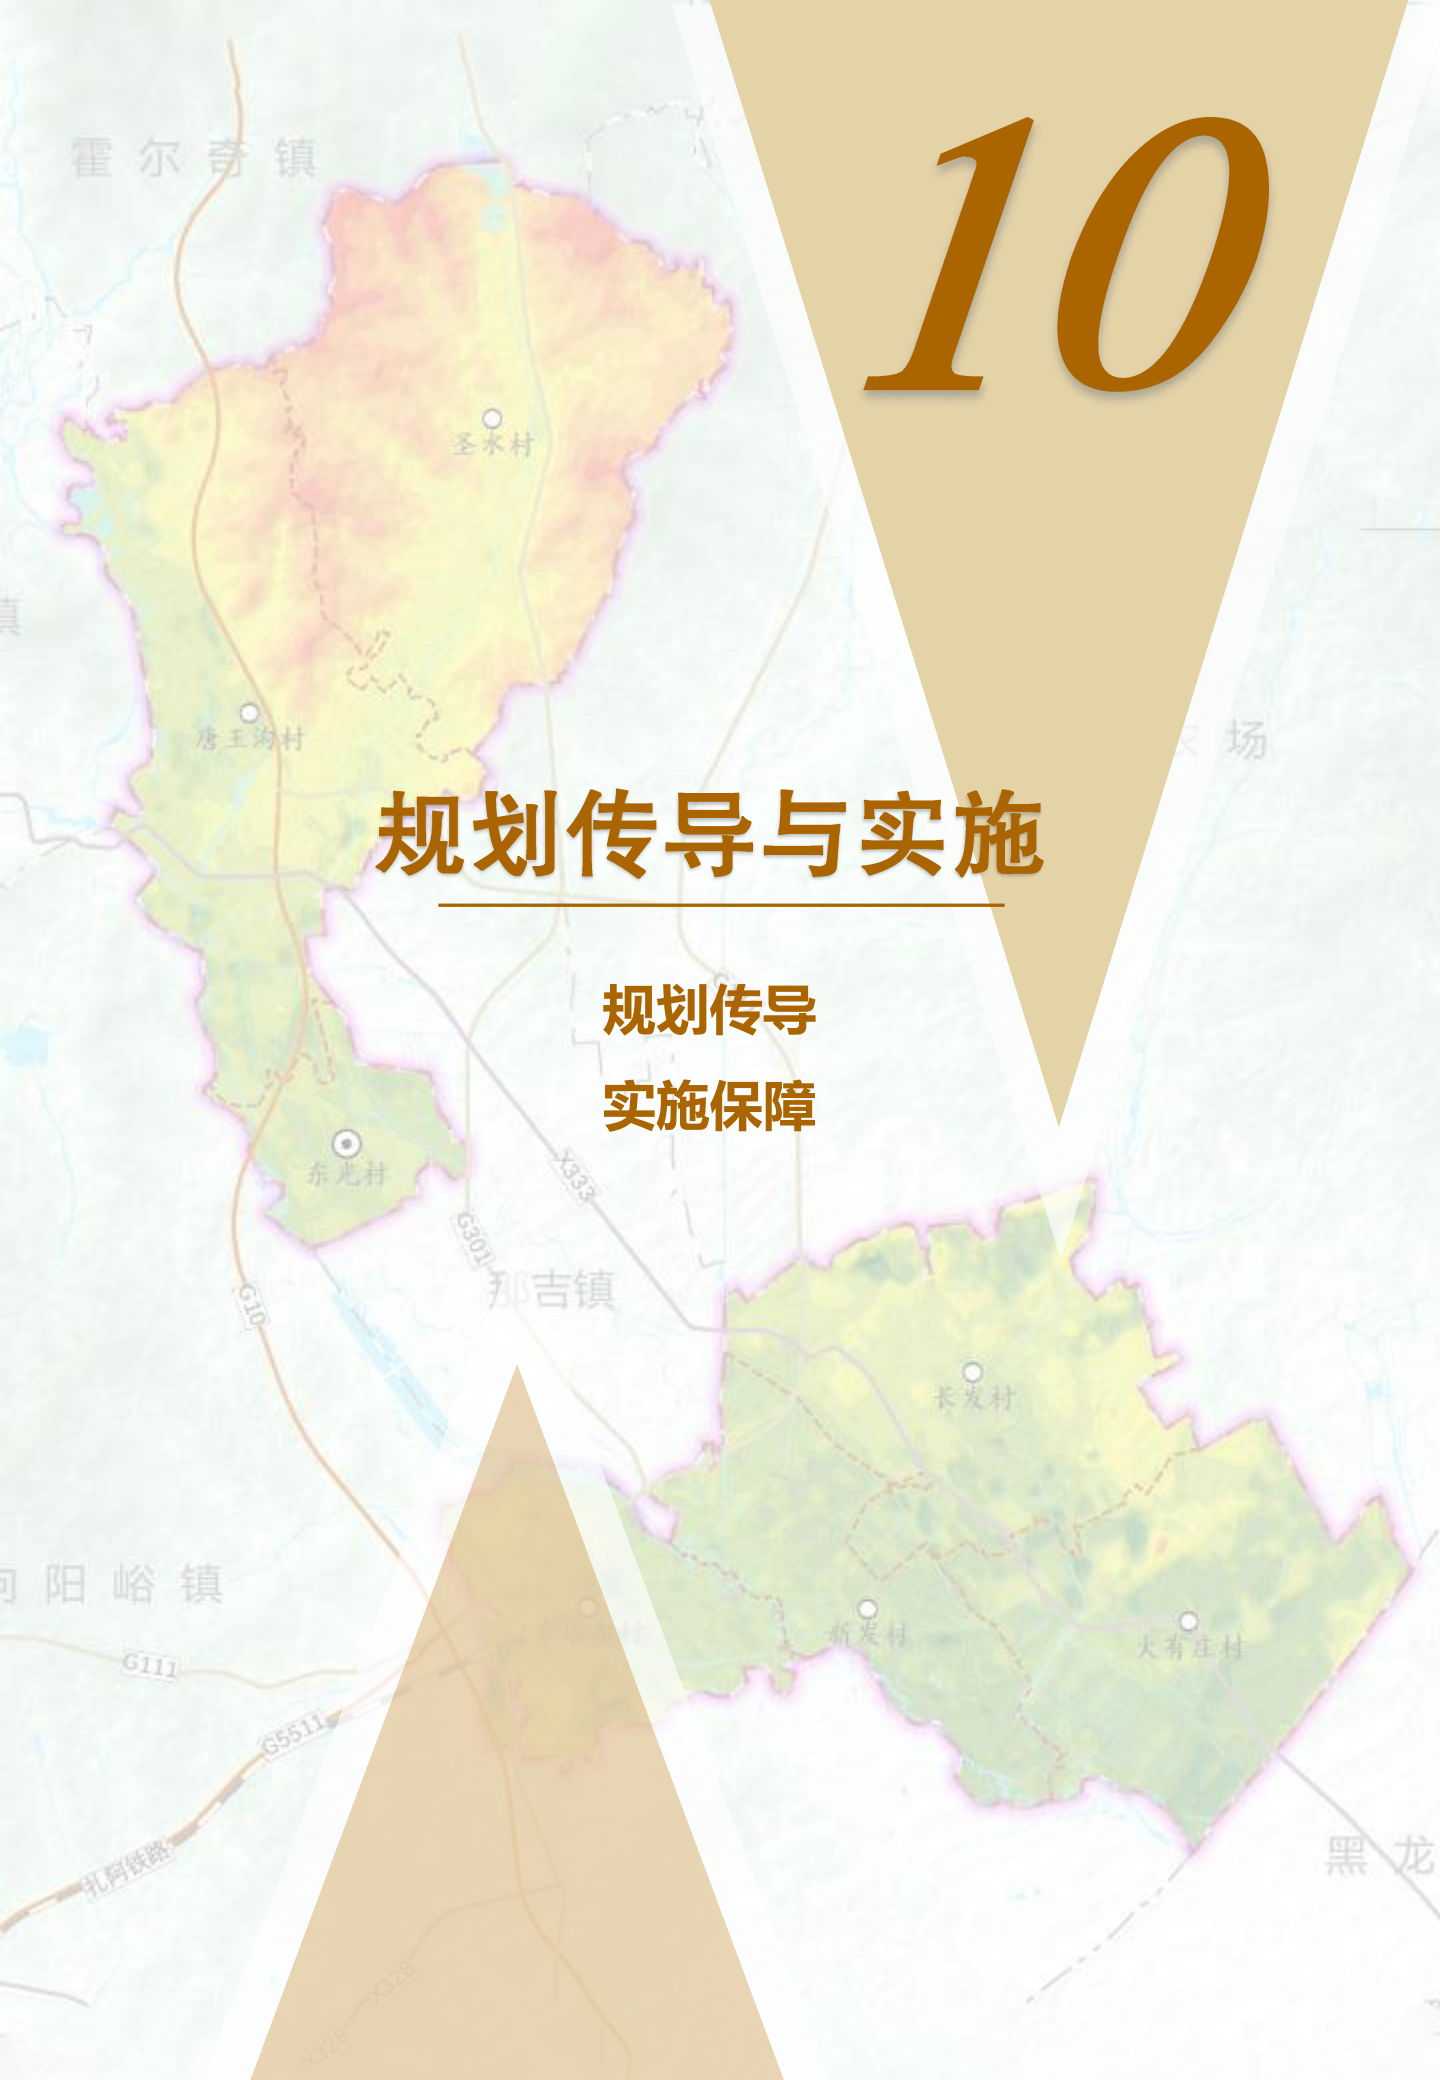 10
霍尔奇镇
圣水村
镇
场
唐王沟村
规划传导与实施
规划传导
实施保障
东光村
X333
G301
那吉镇
G10
长发村
向阳峪镇
新发村
大有庄村
G111
G5511
扎阿铁路
黑龙
X328
X328